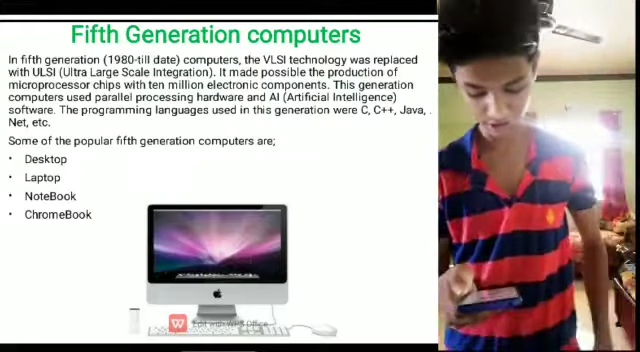 Fifth Generation computers
In fifth generation (1980-till date) computers, the VLSI technology was replaced
with ULSI (Ultra Large Scale Integration). It made possible the production of
microprocessor chips with ten million electronic components. This generation
computers used parallel processing hardware and AI (Artificial Intelligence)
software. The programming languages used in this generation were C, C++, Java, .
Net, etc.
Some of the popular fifth generation computers are;
• Desktop
• Laptop
• NoteBook
• ChromeBook
W Edit with WPS Office